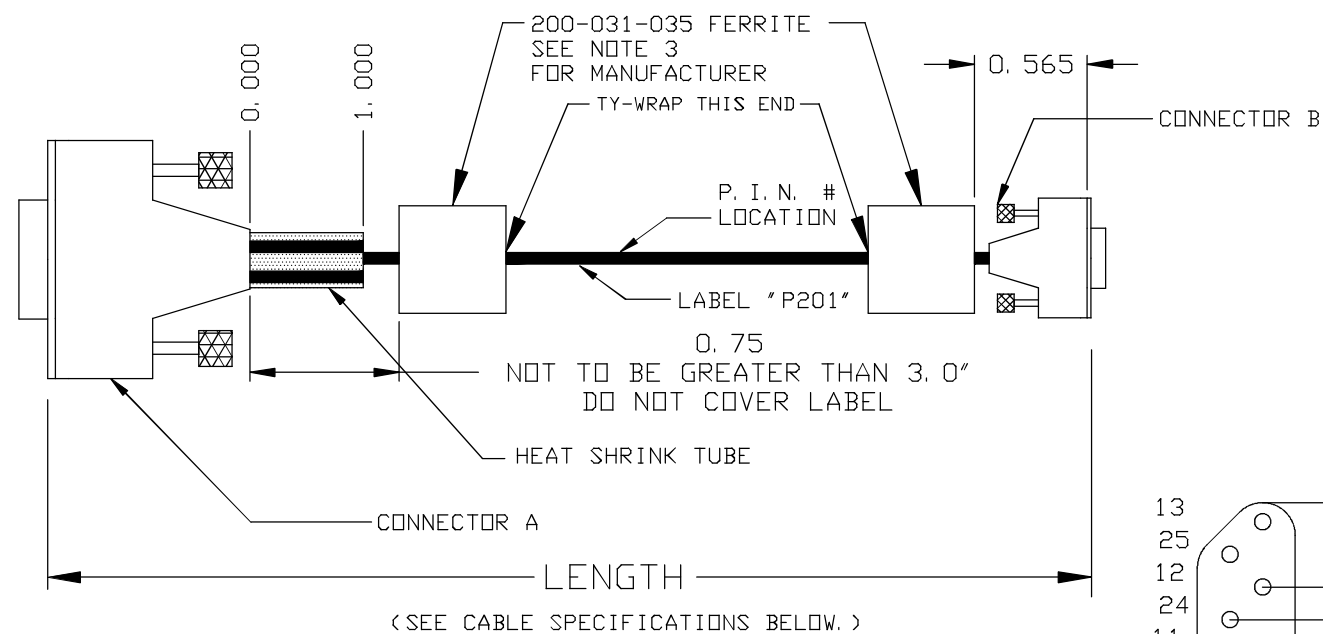 200-031-035 FERRITE
SEE NOTE 3
FOR MANUFACTURER
0.000
1.000
TY-WRAP THIS END
0.565
CONNECTOR B
P.I.N. #
LOCATION
LABEL "P201"
0.75
NOT TO BE GREATER THAN 3.0"
DO NOT COVER LABEL
HEAT SHRINK TUBE
CONNECTOR A
LENGTH
(SEE CABLE SPECIFICATIONS BELOW.)
13
25
12
24